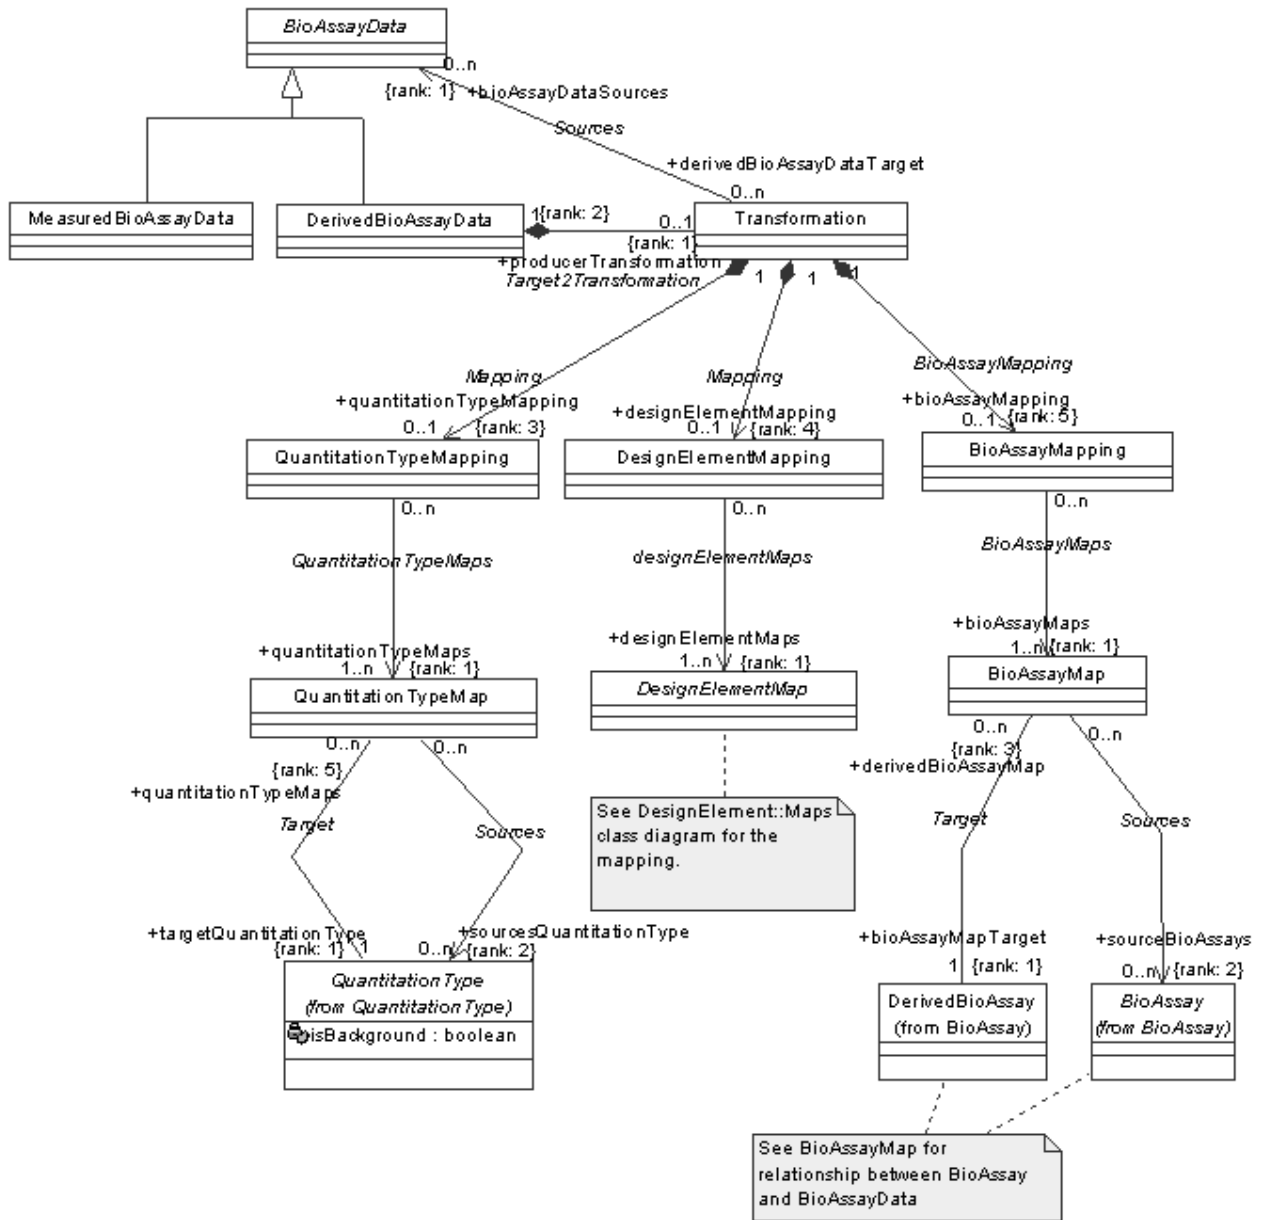 BioAssayData
0..n
{rank: 1} +bioAssayDataSources
Sources
+derivedBioAssayDataTarget
0..n
MeasuredBioAssayData
DerivedBioAssayData
1 {rank: 2}
0..1
{rank: 1}
Transformation
+producerTransformation
Target2Transformation
1
1
1
Mapping
Mapping
BioAssayMapping
+quantitationTypeMapping
+designElementMapping
+bioAssayMapping
0..1 {rank: 3}
0..1 {rank: 4}
0..1 {rank: 5}
QuantitationTypeMapping
DesignElementMapping
BioAssayMapping
0..n
0..n
0..n
QuantitationTypeMaps
designElementMaps
BioAssayMaps
+quantitationTypeMaps
+designElementMaps
+bioAssayMaps
1..n {rank: 1}
1..n {rank: 1}
1..n {rank: 1}
QuantitationTypeMap
DesignElementMap
BioAssayMap
0..n
0..n
{rank: 5}
+quantitationTypeMaps
Target
Sources
0..n
0..n
{rank: 3}
+derivedBioAssayMap
Target
Sources
See DesignElement::Maps
class diagram for the
mapping.
+targetQuantitationType
{rank: 1} 1
+sourcesQuantitationType
0..n {rank: 2}
+bioAssayMapTarget
1 {rank: 1}
+sourceBioAssays
0..n {rank: 2}
QuantitationType
(from QuantitationType)
isBackground : boolean
DerivedBioAssay
(from BioAssay)
BioAssay
(from BioAssay)
See BioAssayMap for
relationship between BioAssay
and BioAssayData